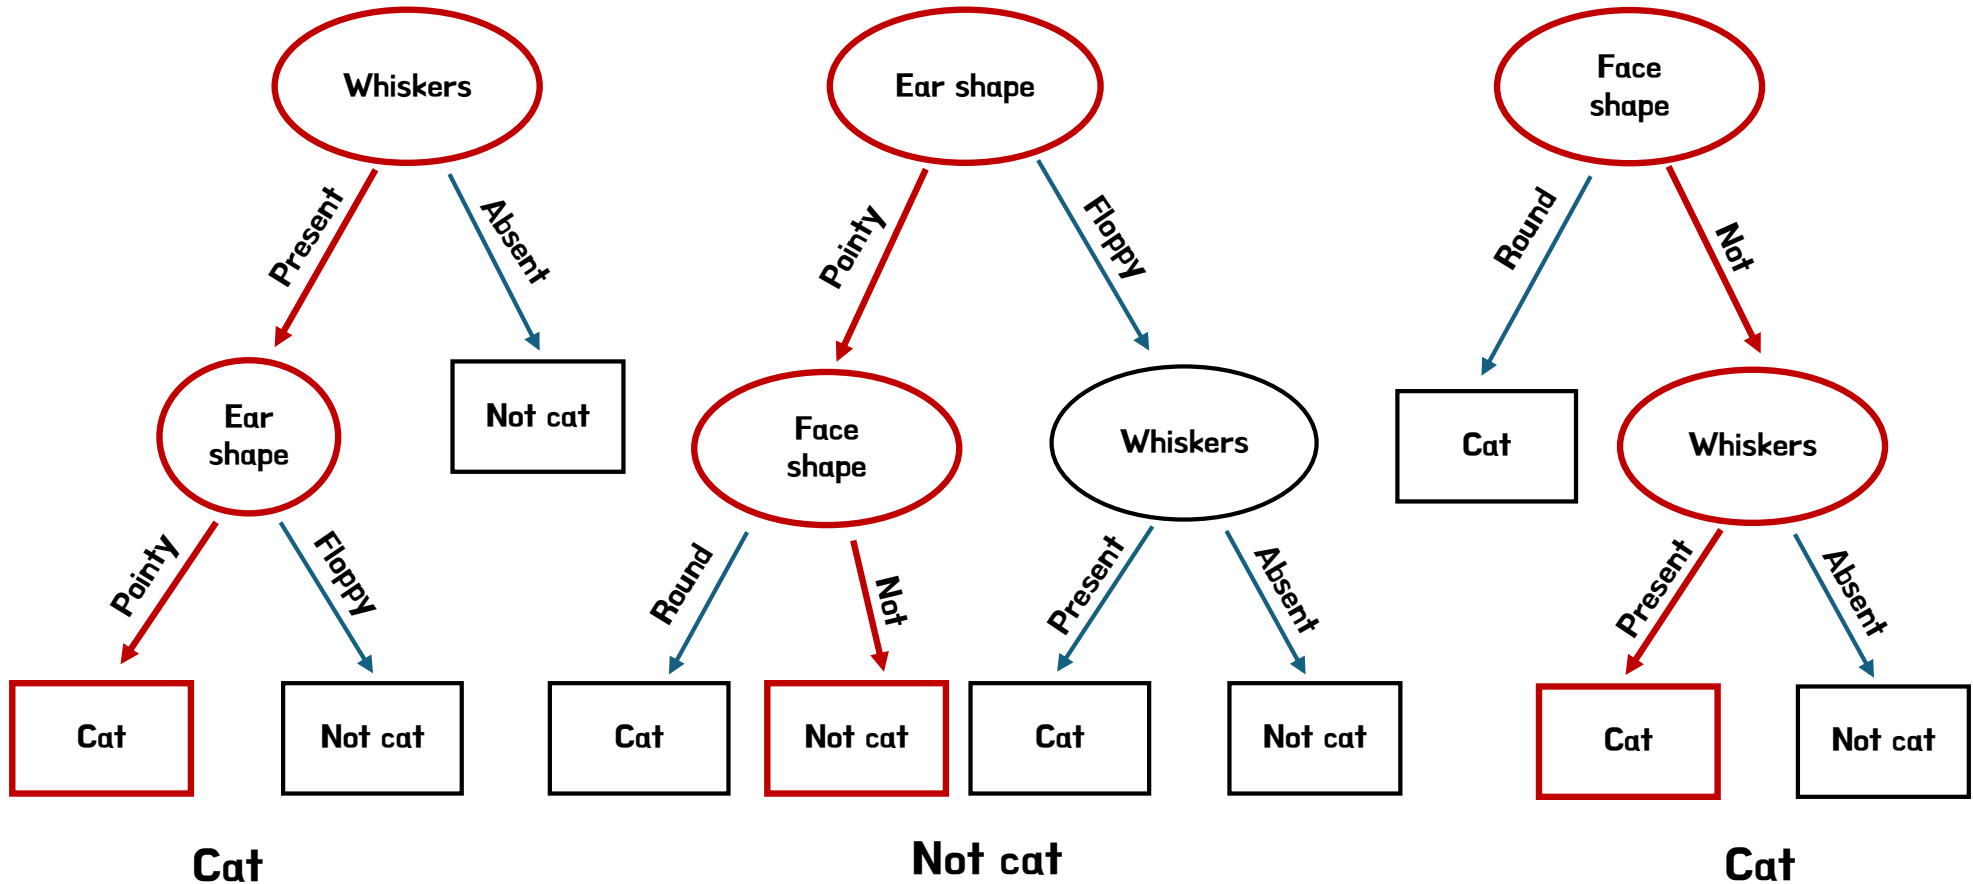 Whiskers
Present
Absent
Ear
shape
Not cat
Pointy
Floppy
Cat
Not cat
Cat
Ear shape
Pointy
Floppy
Face
shape
Whiskers
Round
Not
Present
Absent
Cat
Not cat
Cat
Not cat
Not cat
Face
shape
Round
Not
Cat
Whiskers
Present
Absent
Cat
Not cat
Cat